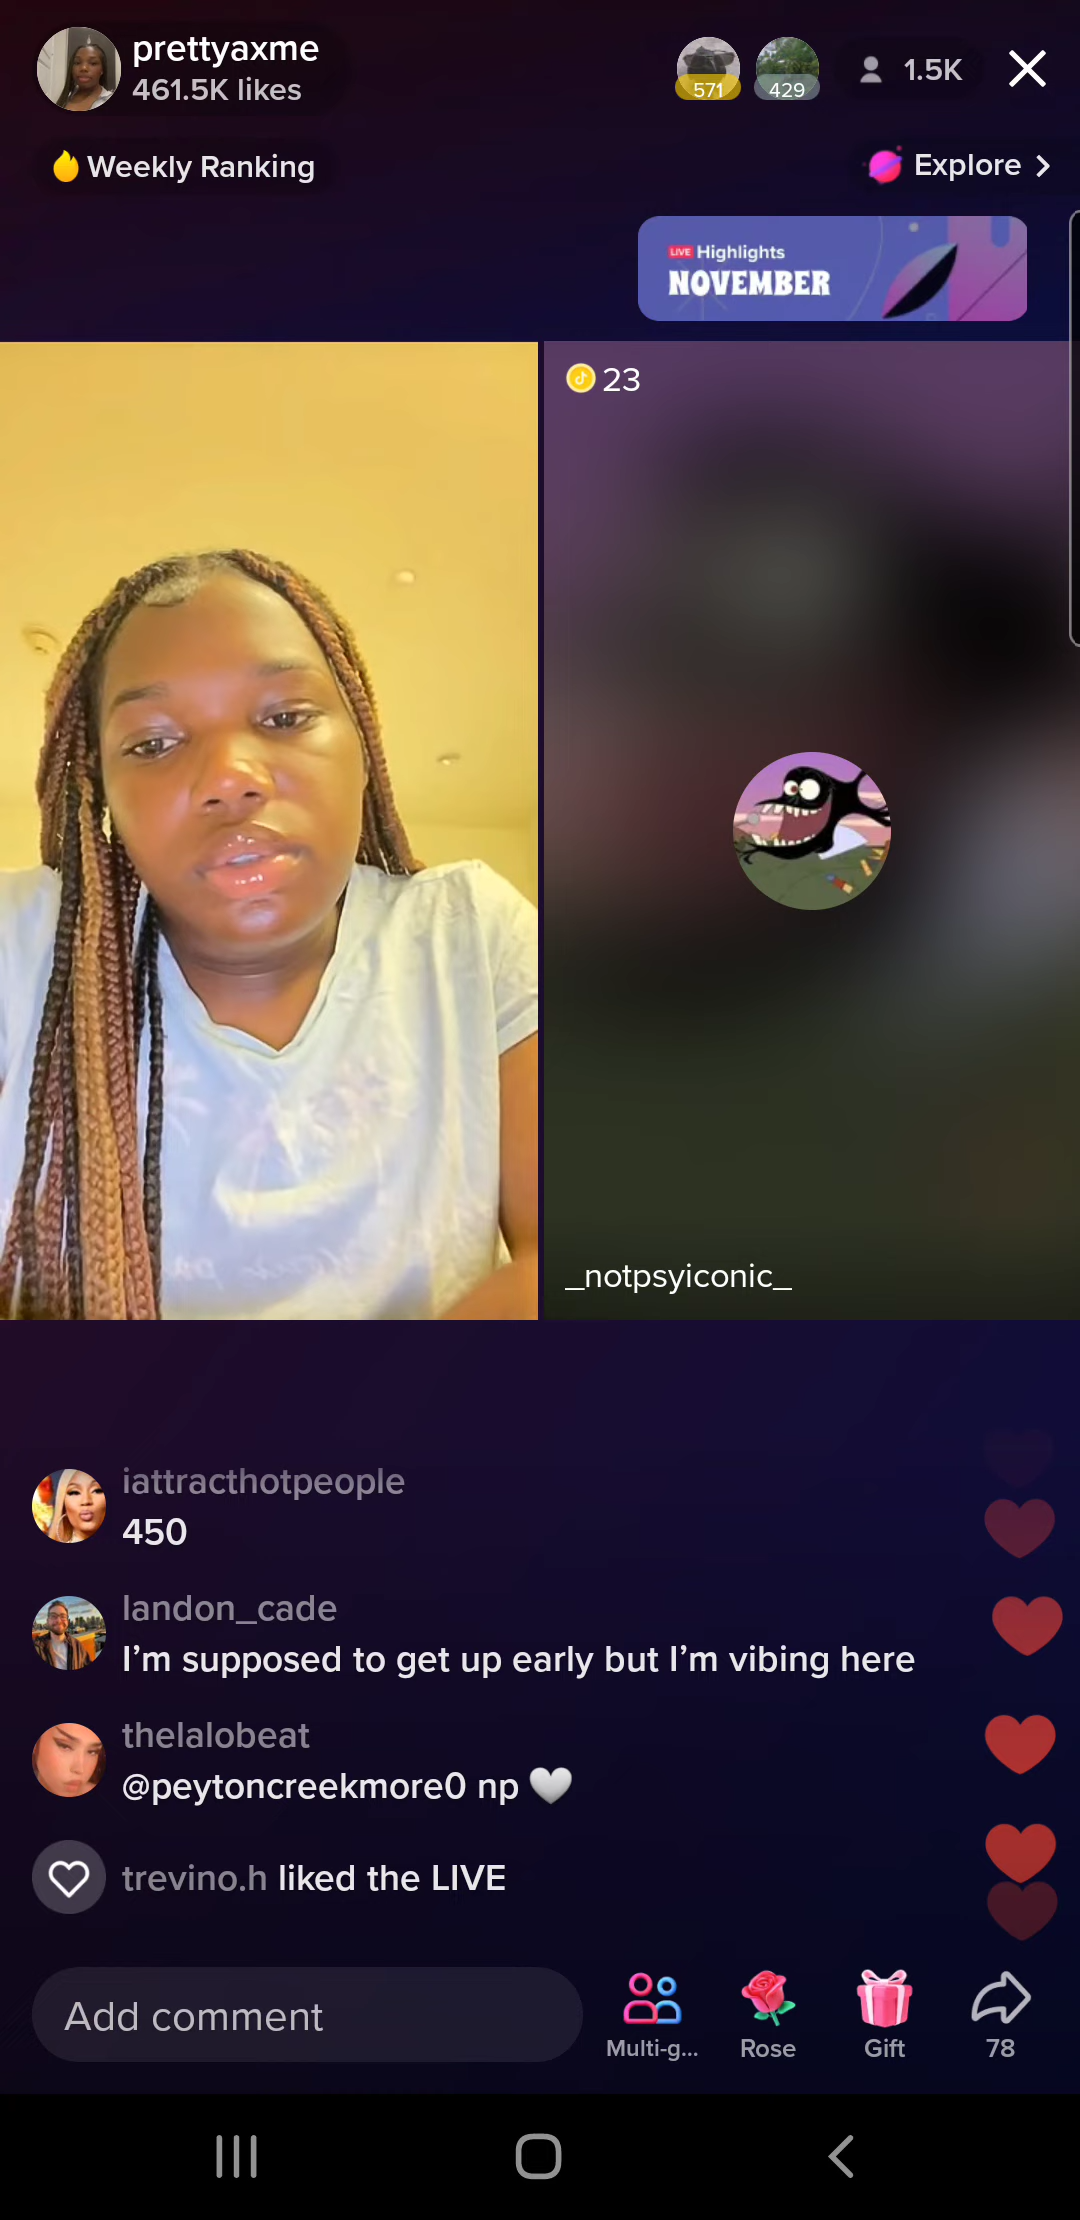 prettyaxme
461.5K likes
571
429
1.5K
Weekly Ranking
Explore
LIVE Highlights
NOVEMBER
23
_notpsyiconic_
iattracthotpeople
450
landon_cade
I’m supposed to get up early but I’m vibing here
thelalobeat
@peytoncreekmore0 np 🤍
trevino.h liked the LIVE
Add comment
Multi-g...
Rose
Gift
78